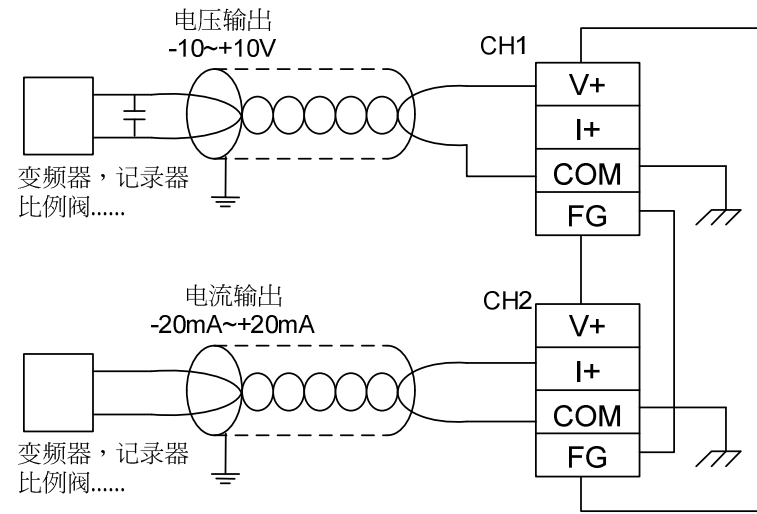 电压输出
-10~+10V
CH1
V+
I+
COM
FG
变频器，记录器
比例阀......
电流输出
-20mA~+20mA
CH2
V+
I+
COM
FG
变频器，记录器
比例阀......